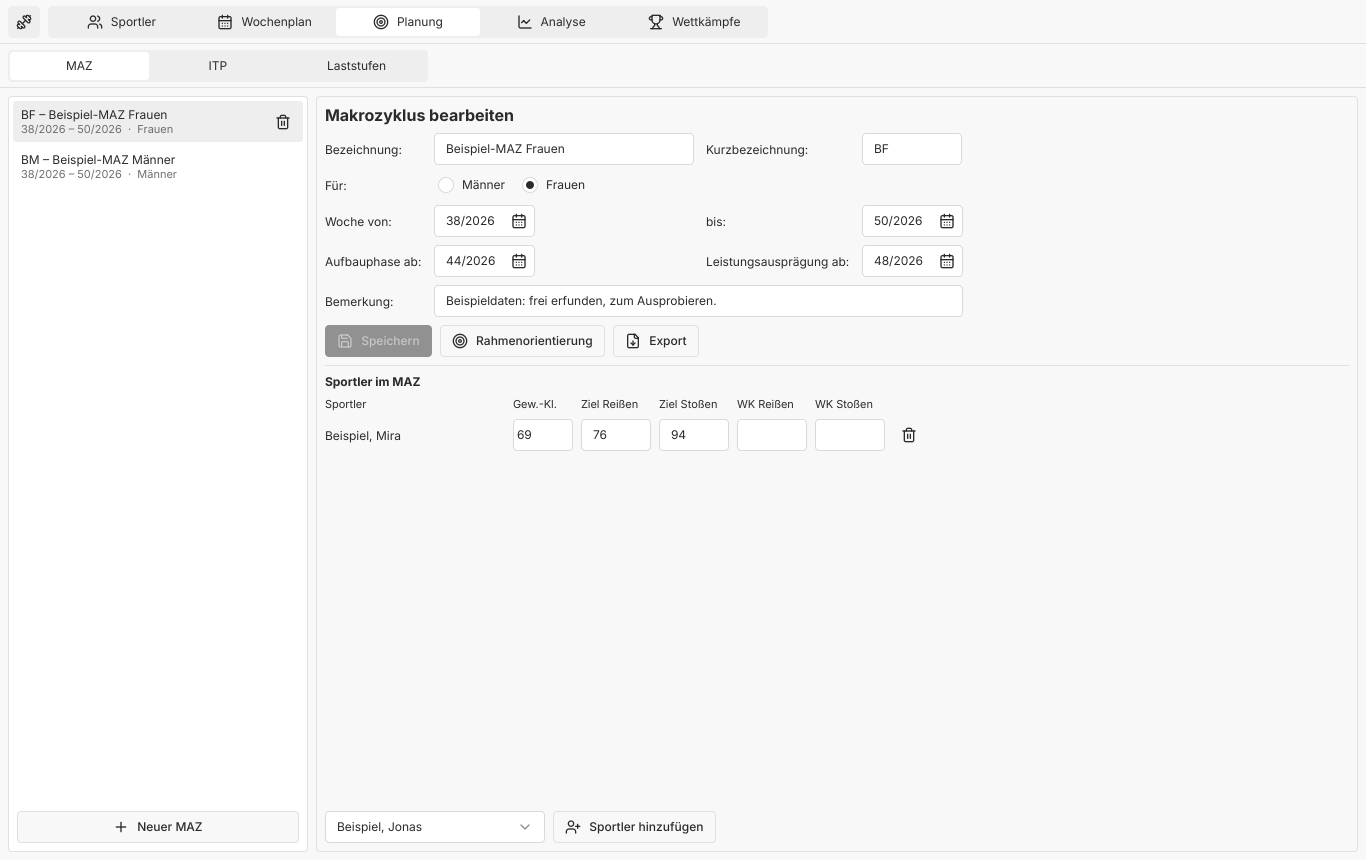 Sportler
Wochenplan
Planung
Analyse
Wettkämpfe
MAZ
ITP
Laststufen
BF – Beispiel-MAZ Frauen
38/2026 – 50/2026 · Frauen
BM – Beispiel-MAZ Männer
38/2026 – 50/2026 · Männer
Neuer MAZ
Makrozyklus bearbeiten
Bezeichnung: Beispiel-MAZ Frauen Kurzbezeichnung: BF
Für: Männer Frauen
Woche von: 38/2026 bis: 50/2026
Aufbauphase ab: 44/2026 Leistungsausprägung ab: 48/2026
Bemerkung: Beispieldaten: frei erfunden, zum Ausprobieren.
Speichern Rahmenorientierung Export
Sportler im MAZ
Sportler Gew.-Kl. Ziel Reißen Ziel Stoßen WK Reißen WK Stoßen
Beispiel, Mira 69 76 94
Beispiel, Jonas Sportler hinzufügen